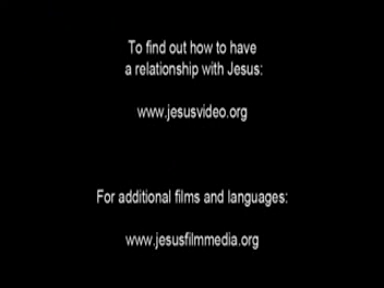 To find out how to have
a relationship with Jesus:
www.jesusvideo.org
For additional films and languages:
www.jesusfilmmedia.org